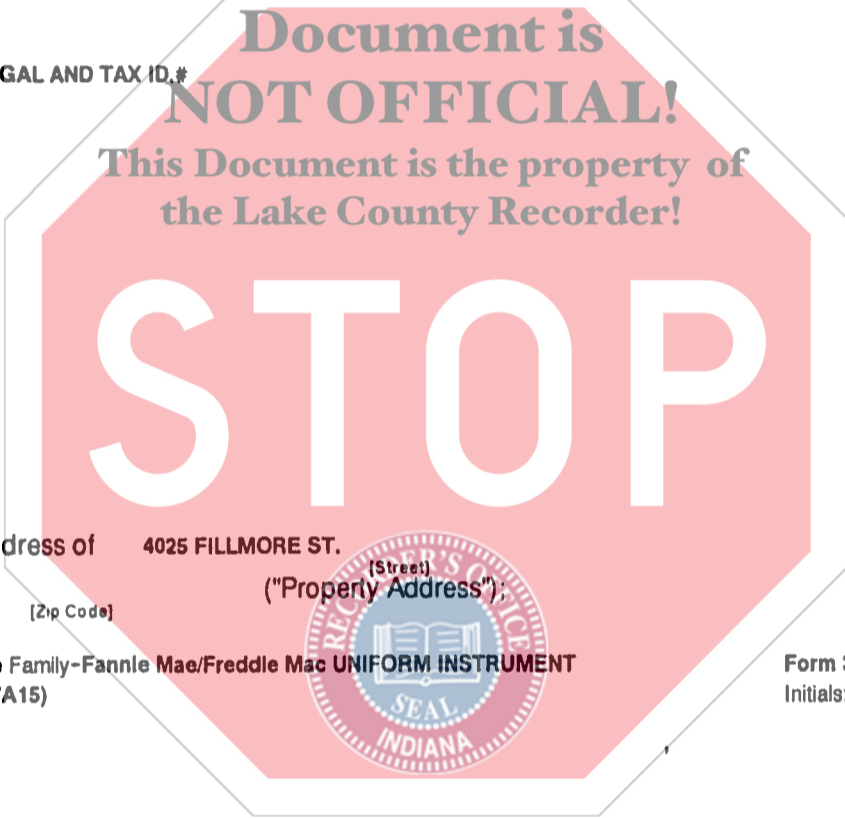 Document is
GAL AND TAX ID.#
NOT OFFICIAL!
This Document is the property of
the Lake County Recorder!
STOP
dress of 4025 FILLMORE ST.
[Street]
("Property Address");
[Zip Code]
Family-Fannie Mae/Freddie Mac UNIFORM INSTRUMENT Form
A15) Initials:
RECORDER'S OFFICE
SEAL
INDIANA